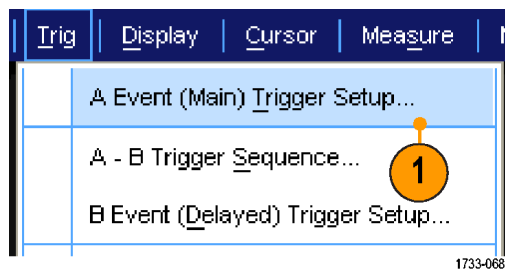 Trig Display Cursor Measure
A Event (Main) Trigger Setup...
A - B Trigger Sequence...
1
B Event (Delayed) Trigger Setup...
1733-068